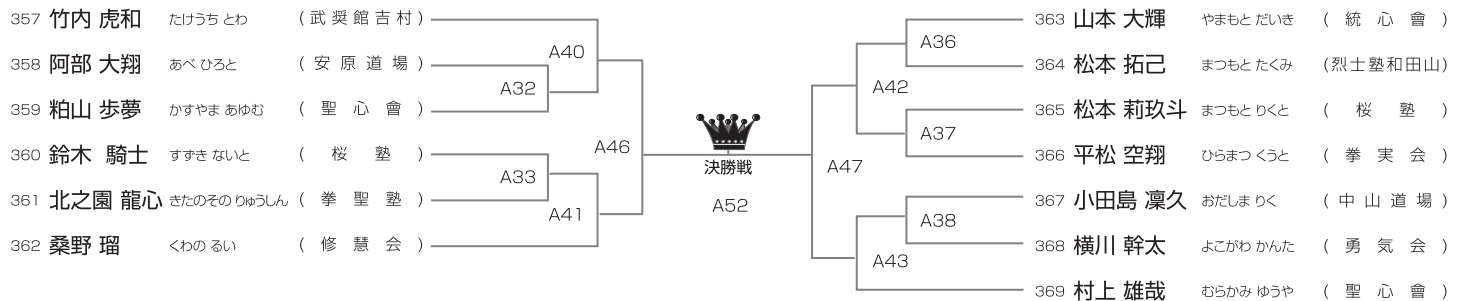 357 竹内 虎和 たけうち とわ (武奨館吉村)
358 阿部 大翔 あべ ひろと (安原道場)
359 粕山 歩夢 かすやま あゆむ (聖心會)
360 鈴木 騎士 すずき ないと (桜塾)
361 北之園 龍心 きたのその りゅうしん (拳聖塾)
362 桑野 瑠 くわの るい (修慧会)
A40
A32
A46
A33
A41
決勝戦
A52
A36
A42
A37
A47
A38
A43
363 山本 大輝 やまもと だいき (統心會)
364 松本 拓己 まつもと たくみ (烈士塾和田山)
365 松本 莉玖斗 まつもと りくと (桜塾)
366 平松 空翔 ひらまつ くうと (拳実会)
367 小田島 凜久 おだしま りく (中山道場)
368 横川 幹太 よこがわ かんた (勇気会)
369 村上 雄哉 むらかみ ゆうや (聖心會)